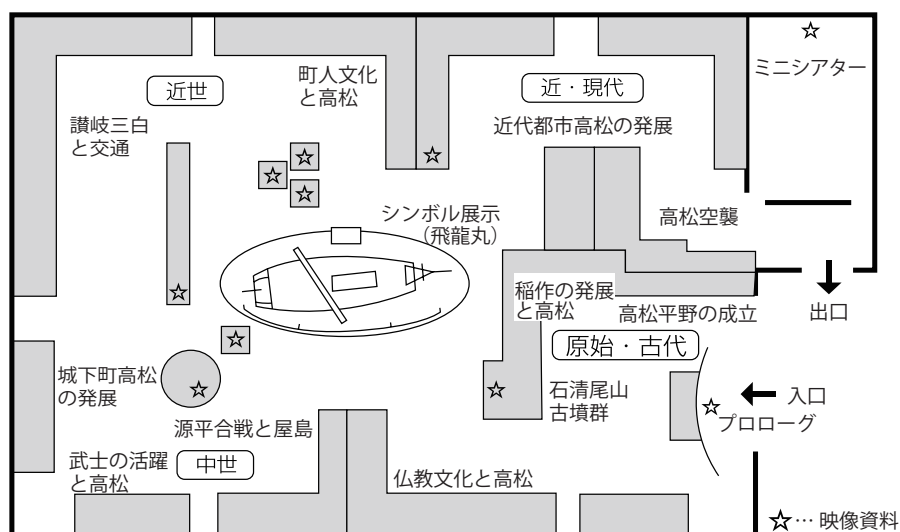 ミニシアター
近世
町人文化
と高松
近・現代
讃岐三白
と交通
近代都市高松の発展
シンボル展示
（飛龍丸）
高松空襲
稲作の発展
と高松
高松平野の成立
出口
原始・古代
城下町高松
の発展
石清尾山
古墳群
入口
プロローグ
源平合戦と屋島
武士の活躍
と高松
中世
仏教文化と高松
☆… 映像資料